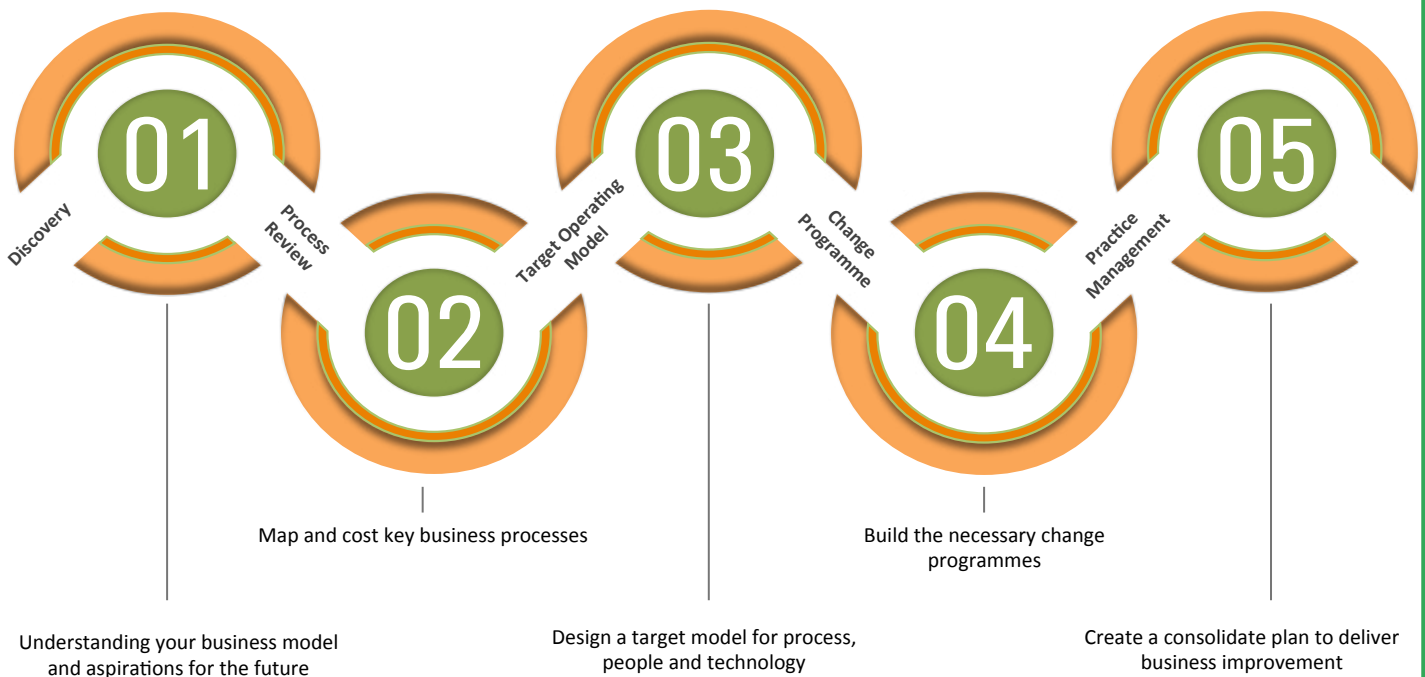 01
Discovery
Understanding your business model
and aspirations for the future
Process
Review
02
Map and cost key business processes
Target Operating
Model
03
Design a target model for process,
people and technology
Change
Programme
04
Build the necessary change
programmes
Practice
Management
05
Create a consolidate plan to deliver
business improvement